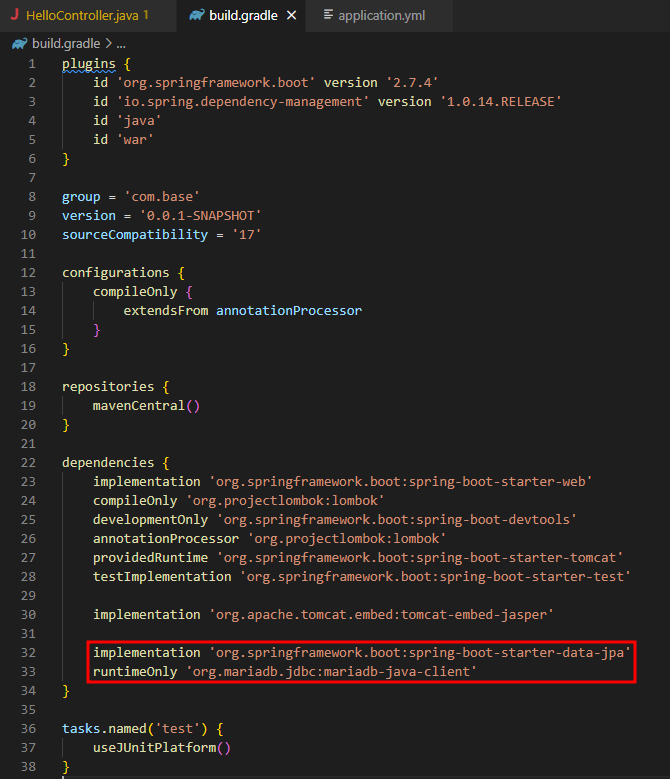 HelloController.java 1
build.gradle
application.yml
build.gradle > ...
1 plugins {
2     id 'org.springframework.boot' version '2.7.4'
3     id 'io.spring.dependency-management' version '1.0.14.RELEASE'
4     id 'java'
5     id 'war'
6 }
7
8 group = 'com.base'
9 version = '0.0.1-SNAPSHOT'
10 sourceCompatibility = '17'
11
12 configurations {
13     compileOnly {
14         extendsFrom annotationProcessor
15     }
16 }
17
18 repositories {
19     mavenCentral()
20 }
21
22 dependencies {
23     implementation 'org.springframework.boot:spring-boot-starter-web'
24     compileOnly 'org.projectlombok:lombok'
25     developmentOnly 'org.springframework.boot:spring-boot-devtools'
26     annotationProcessor 'org.projectlombok:lombok'
27     providedRuntime 'org.springframework.boot:spring-boot-starter-tomcat'
28     testImplementation 'org.springframework.boot:spring-boot-starter-test'
29
30     implementation 'org.apache.tomcat.embed:tomcat-embed-jasper'
31
32     implementation 'org.springframework.boot:spring-boot-starter-data-jpa'
33     runtimeOnly 'org.mariadb.jdbc:mariadb-java-client'
34 }
35
36 tasks.named('test') {
37     useJUnitPlatform()
38 }